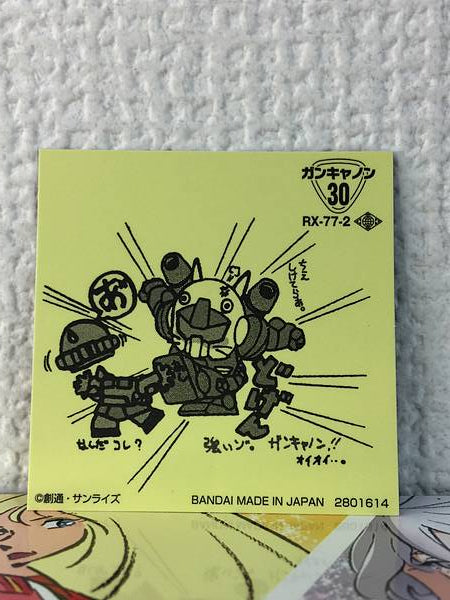 ガンキャノン
30
RX-77-2
ちぇ
しけてらぁ。
お
どげん
なんだ コレ?
強いゾ。ガンキャノン!!
オイオイ…。
©創通・サンライズ
BANDAI MADE IN JAPAN 2801614